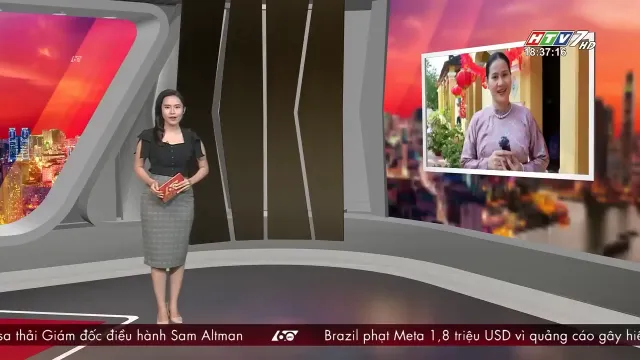 HTV7 HD
18:37:16
sa thải Giám đốc điều hành Sam Altman 60 Brazil phạt Meta 1,8 triệu USD vì quảng cáo gây hiể